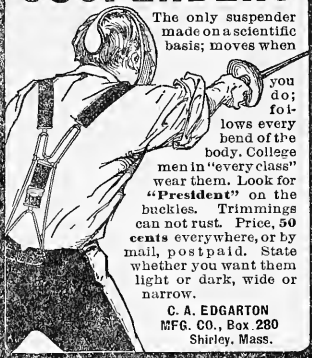 The only suspender
made on a scientific
basis; moves when
you
do;
fol-
lows every
bend of the
body. College
men in "every class"
wear them. Look for
"President" on the
buckles. Trimmings
can not rust. Price, 50
cents everywhere, or by
mail, postpaid. State
whether you want them
light or dark, wide or
narrow.
C. A. EDGARTON
MFG. CO., Box 280
Shirley, Mass.